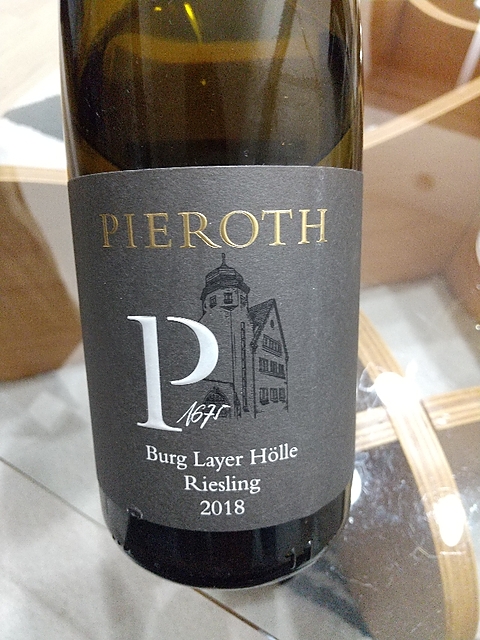 PIEROTH
P
1675
Burg Layer Hölle
Riesling
2018